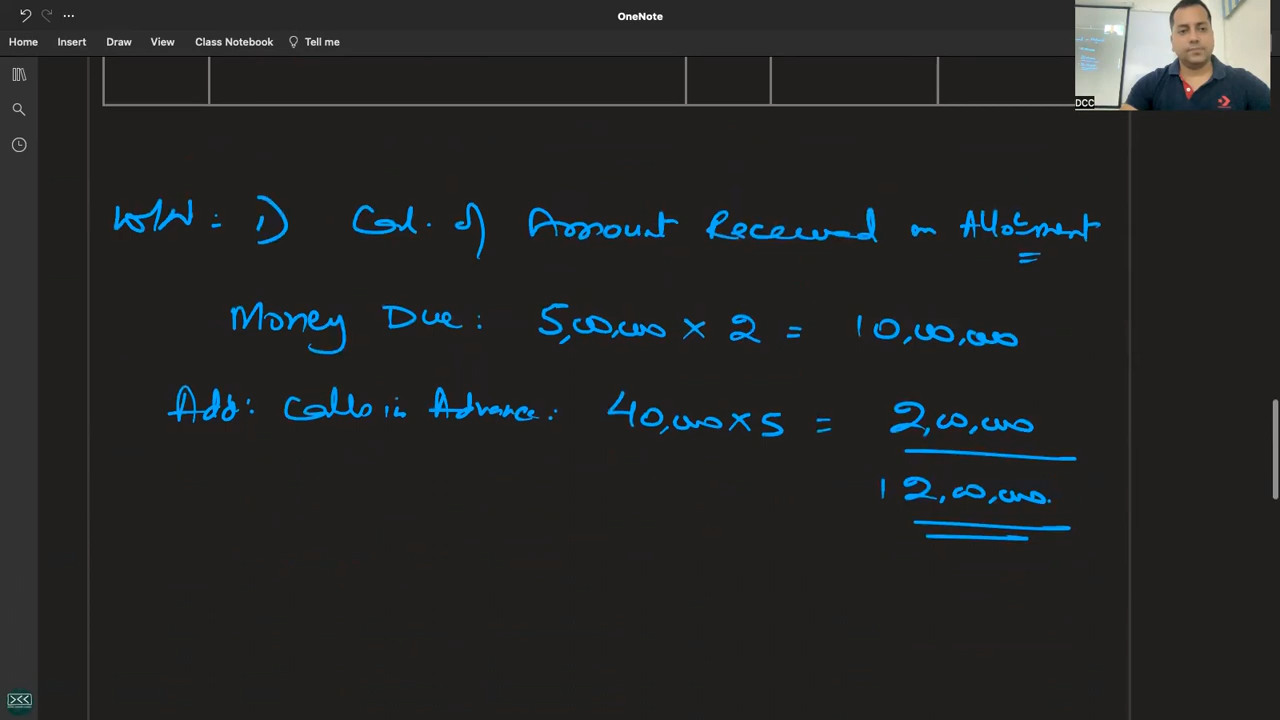 OneNote
Home Insert Draw View Class Notebook Tell me
DCC
W/N: 1) Cal. of Amount Received on Allotment
Money Due: 5,00,000 × 2 = 10,00,000
Add: Calls in Advance: 40,000 × 5 = 2,00,000
12,00,000.
DCC